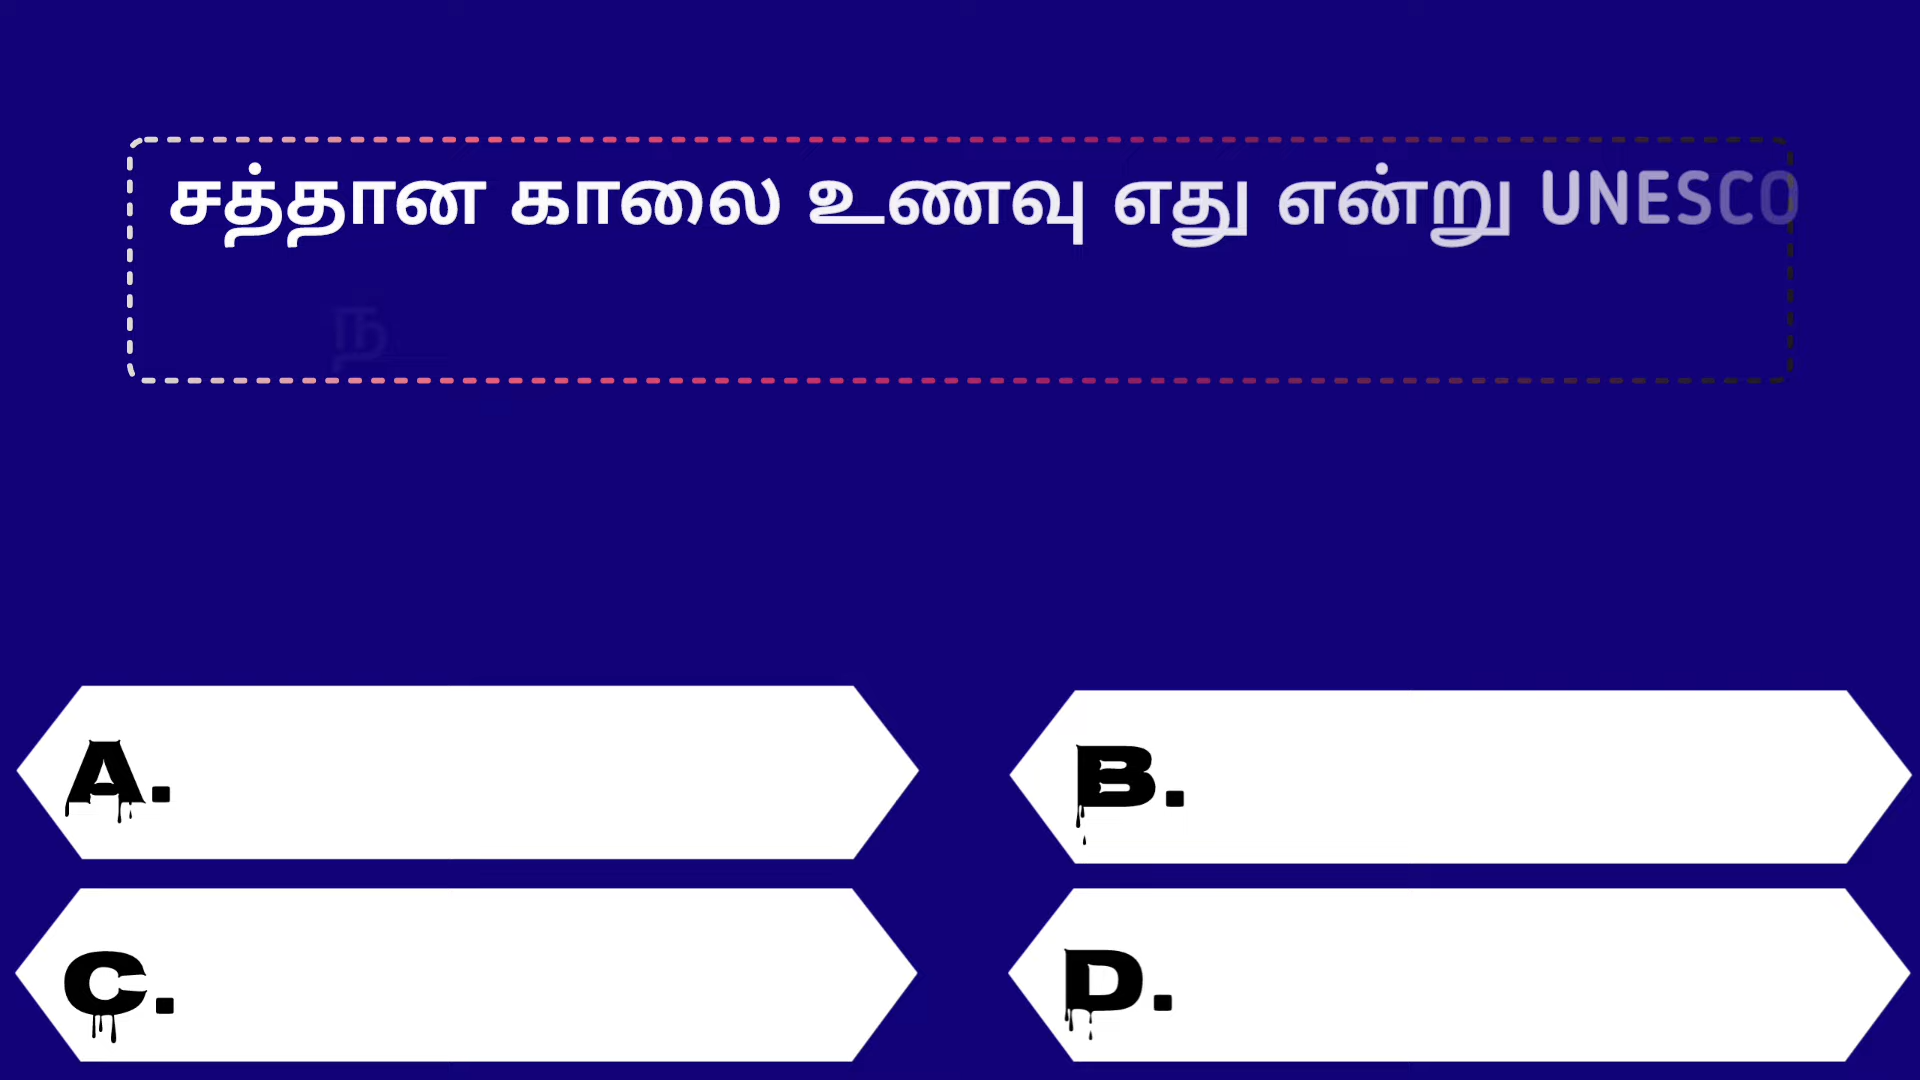 சத்தான காலை உணவு எது என்று UNESCO
A.
B.
C.
D.